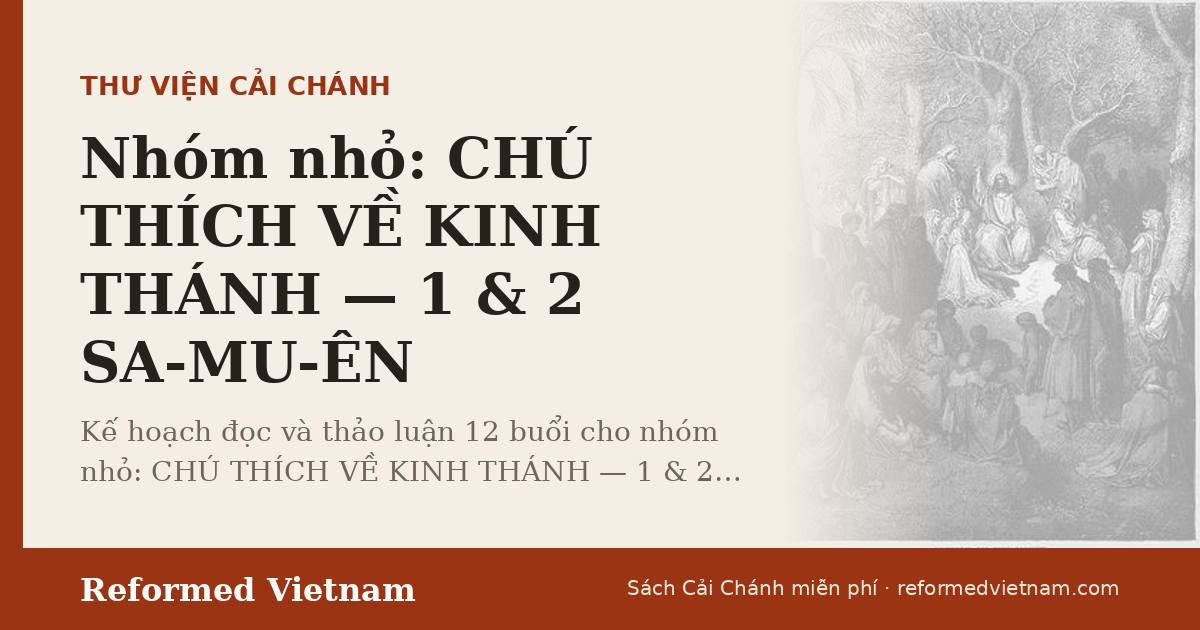 THƯ VIỆN CẢI CHÁNH
Nhóm nhỏ: CHÚ
THÍCH VỀ KINH
THÁNH — 1 & 2
SA-MU-ÊN
Kế hoạch đọc và thảo luận 12 buổi cho nhóm
nhỏ: CHÚ THÍCH VỀ KINH THÁNH — 1 & 2...
Reformed Vietnam
Sách Cải Chánh miễn phí · reformedvietnam.com